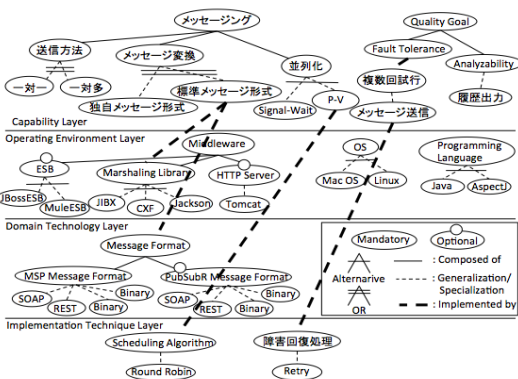 メッセージング
Quality Goal
送信方法
メッセージ変換
並列化
Fault Tolerance
Analyzability
一対一
一対多
独自メッセージ形式
標準メッセージ形式
Signal-Wait
P-V
複数回試行
メッセージ送信
履歴出力
Capability Layer
Operating Environment Layer
Middleware
ESB
Marshaling Library
HTTP Server
OS
Programming
Language
JBossESB
MuleESB
JIBX
CXF
Jackson
Tomcat
Mac OS
Linux
Java
AspectJ
Domain Technology Layer
Message Format
MSP Message Format
PubSubR Message Format
SOAP
REST
Binary
Binary
SOAP
REST
Binary
Binary
Mandatory
Optional
Alternarive
OR
: Composed of
: Generalization/
Specialization
: Implemented by
Implementation Technique Layer
Scheduling Algorithm
障害回復処理
Round Robin
Retry